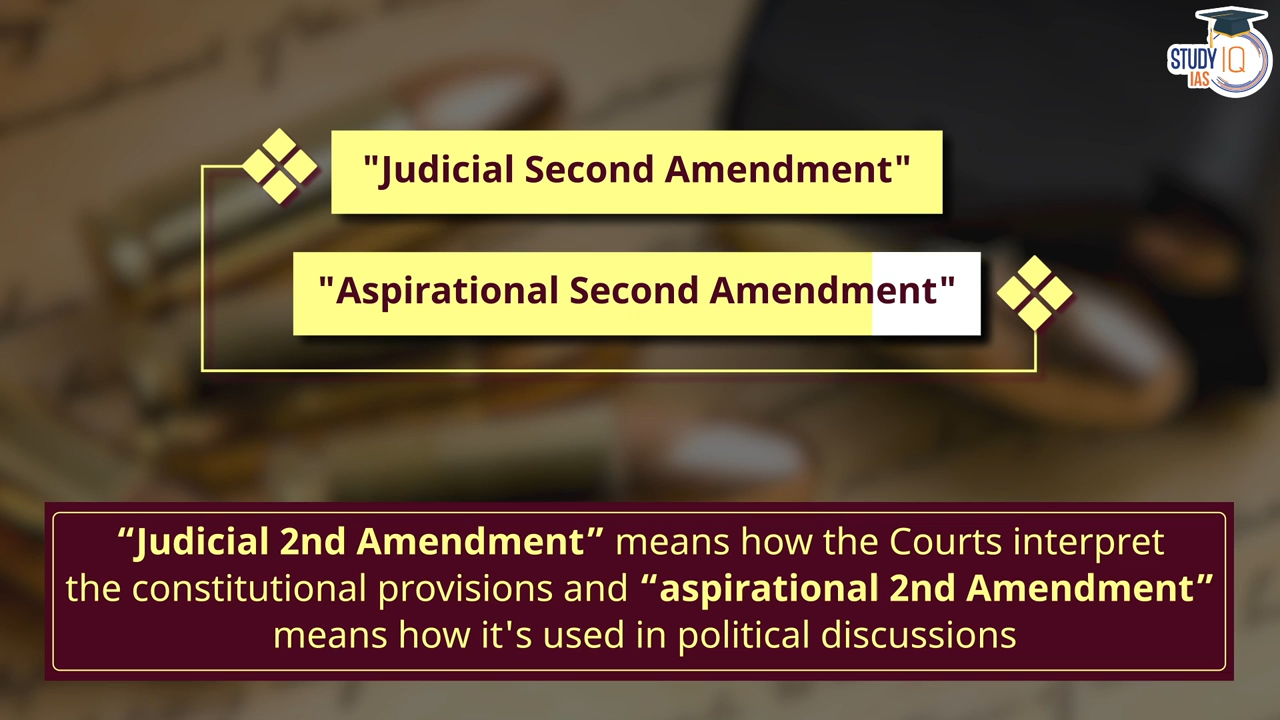 STUDY IQ
IAS
"Judicial Second Amendment"
"Aspirational Second Amendment"
“Judicial 2nd Amendment” means how the Courts interpret
the constitutional provisions and “aspirational 2nd Amendment”
means how it's used in political discussions